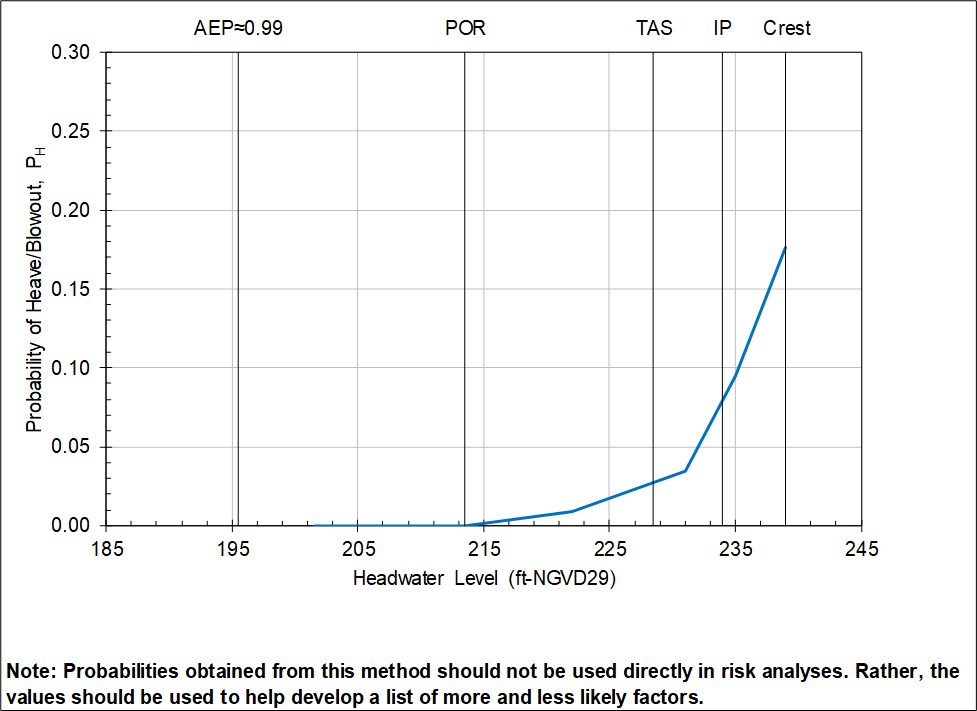 AEP≈0.99 POR TAS IP Crest
0.30
0.25
0.20
0.15
0.10
0.05
0.00
Probability of Heave/Blowout, PH
185 195 205 215 225 235 245
Headwater Level (ft-NGVD29)
Note: Probabilities obtained from this method should not be used directly in risk analyses. Rather, the
values should be used to help develop a list of more and less likely factors.